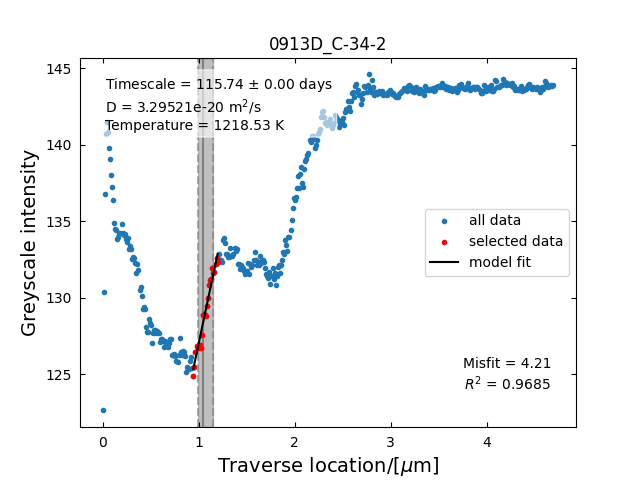 0913D_C-34-2
Timescale = 115.74 ± 0.00 days
D = 3.29521e-20 m²/s
Temperature = 1218.53 K
145
140
135
130
125
Greyscale intensity
all data
selected data
model fit
Misfit = 4.21
R² = 0.9685
0 1 2 3 4
Traverse location/[μm]